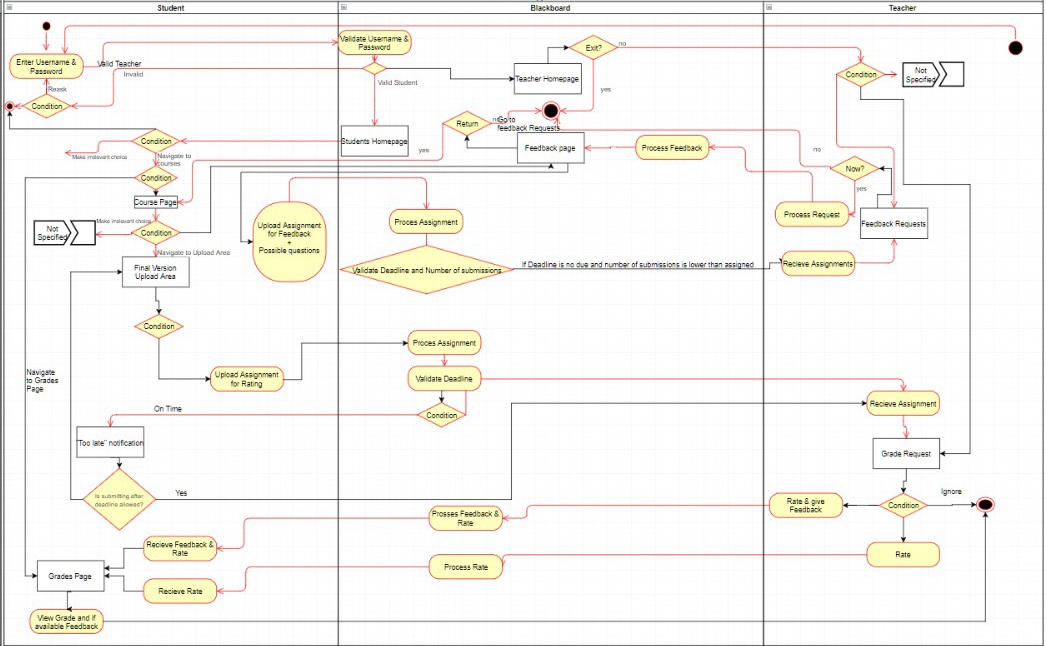 Student
Blackboard
Teacher
Enter Username &
Password
Valid Teacher
Invalid
Reask
Condition
Validate Username &
Password
Valid Student
Teacher Homepage
Exit?
no
yes
Condition
Not
Specified
Return
no
Go to
feedback Requests
Students Homepage
yes
Feedback page
Process Feedback
no
Now?
yes
Condition
Make irrelevant choice
Navigate to
courses
Condition
Course Page
Make irrelevant choice
Not
Specified
Condition
Navigate to Upload Area
Upload Assignment
for Feedback
+
Possible questions
Proces Assignment
Process Request
Feedback Requests
Validate Deadline and Number of submissions
If Deadline is no due and number of submissions is lower than assigned
Recieve Assignments
Final Version
Upload Area
Condition
Proces Assignment
Navigate
to Grades
Page
Upload Assignment
for Rating
Validate Deadline
Condition
On Time
Recieve Assignment
"Too late" notification
Grade Request
Is submitting after
deadline allowed?
Yes
Ignore
Rate & give
Feedback
Condition
Prosses Feedback &
Rate
Recieve Feedback &
Rate
Rate
Process Rate
Grades Page
Recieve Rate
View Grade and if
available Feedback